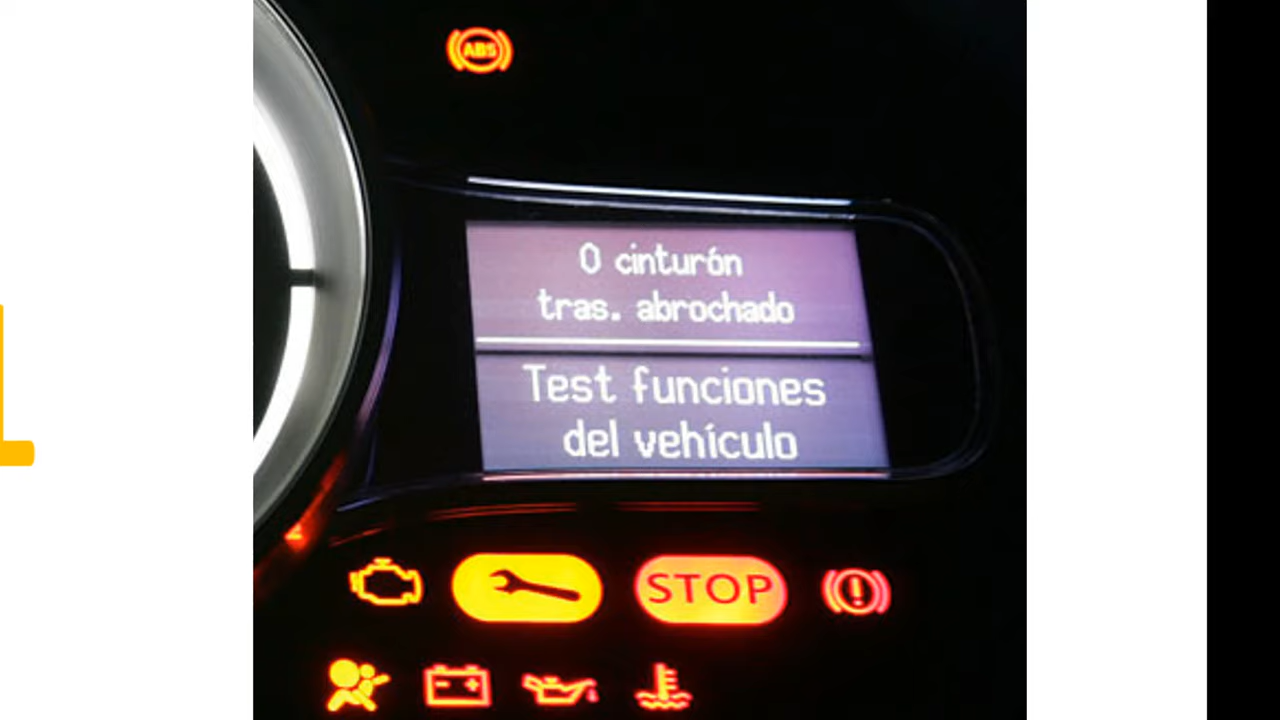 ABS
0 cinturón
tras. abrochado
Test funciones
del vehículo
STOP